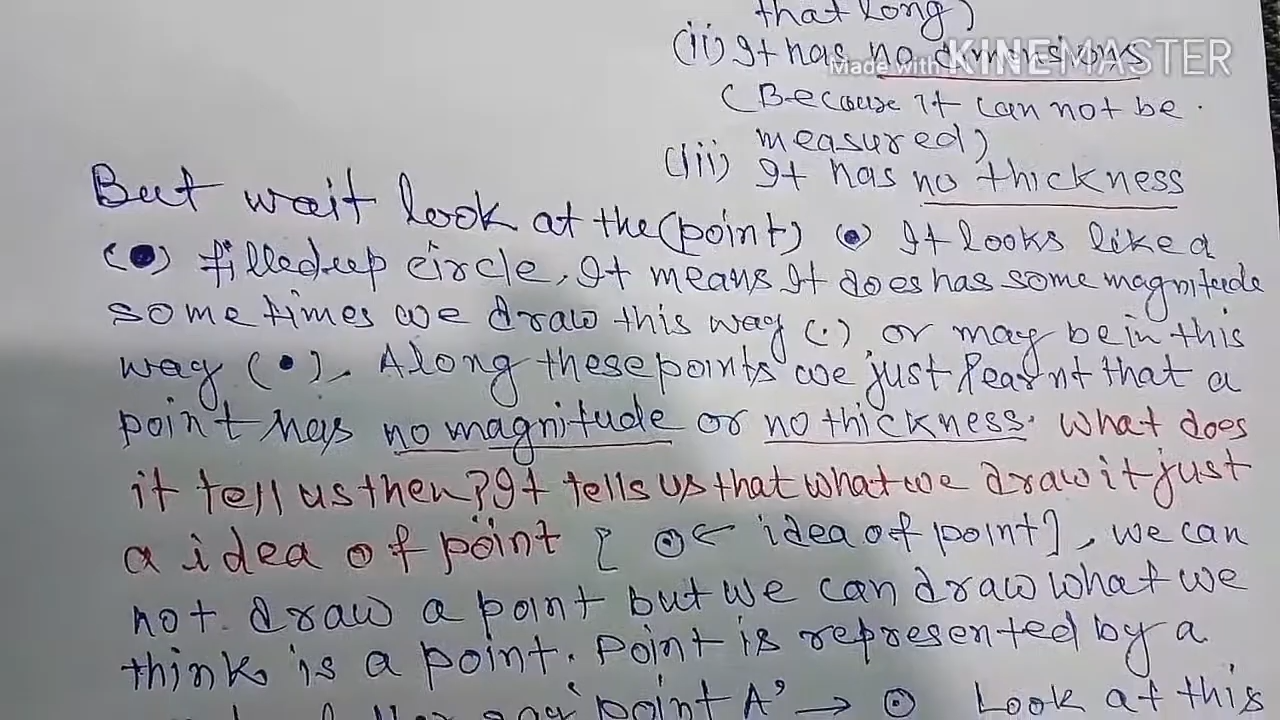 that long)
(ii) It has no dimensions
Made with KINEMASTER
(Because it can not be
measured)
(iii) It has no thickness
But wait look at the (point) (•) It looks like a
(•) filledup circle, It means It does has some magnitude
some times we draw this way (.) or may be in this
way (•). Along these points we just learnt that a
point has no magnitude or no thickness. What does
it tell us then? It tells us that what we draw it just
a idea of point [ ⊙← idea of point], we can
not draw a point but we can draw what we
think is a point. Point is represented by a
point A' → ⊙ Look at this